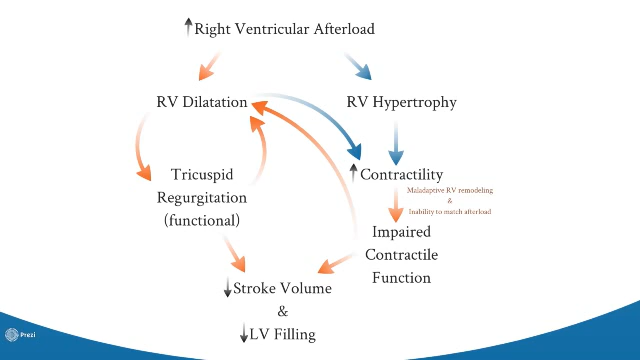 Right Ventricular Afterload
RV Dilatation
RV Hypertrophy
Tricuspid
Regurgitation
(functional)
Contractility
Maladaptive RV remodeling
&
Inability to match afterload
Impaired
Contractile
Function
Stroke Volume
&
LV Filling
Prezi